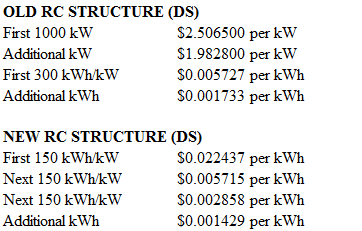 OLD RC STRUCTURE (DS)
First 1000 kW $2.506500 per kW
Additional kW $1.982800 per kW
First 300 kWh/kW $0.005727 per kWh
Additional kWh $0.001733 per kWh
NEW RC STRUCTURE (DS)
First 150 kWh/kW $0.022437 per kWh
Next 150 kWh/kW $0.005715 per kWh
Next 150 kWh/kW $0.002858 per kWh
Additional kWh $0.001429 per kWh